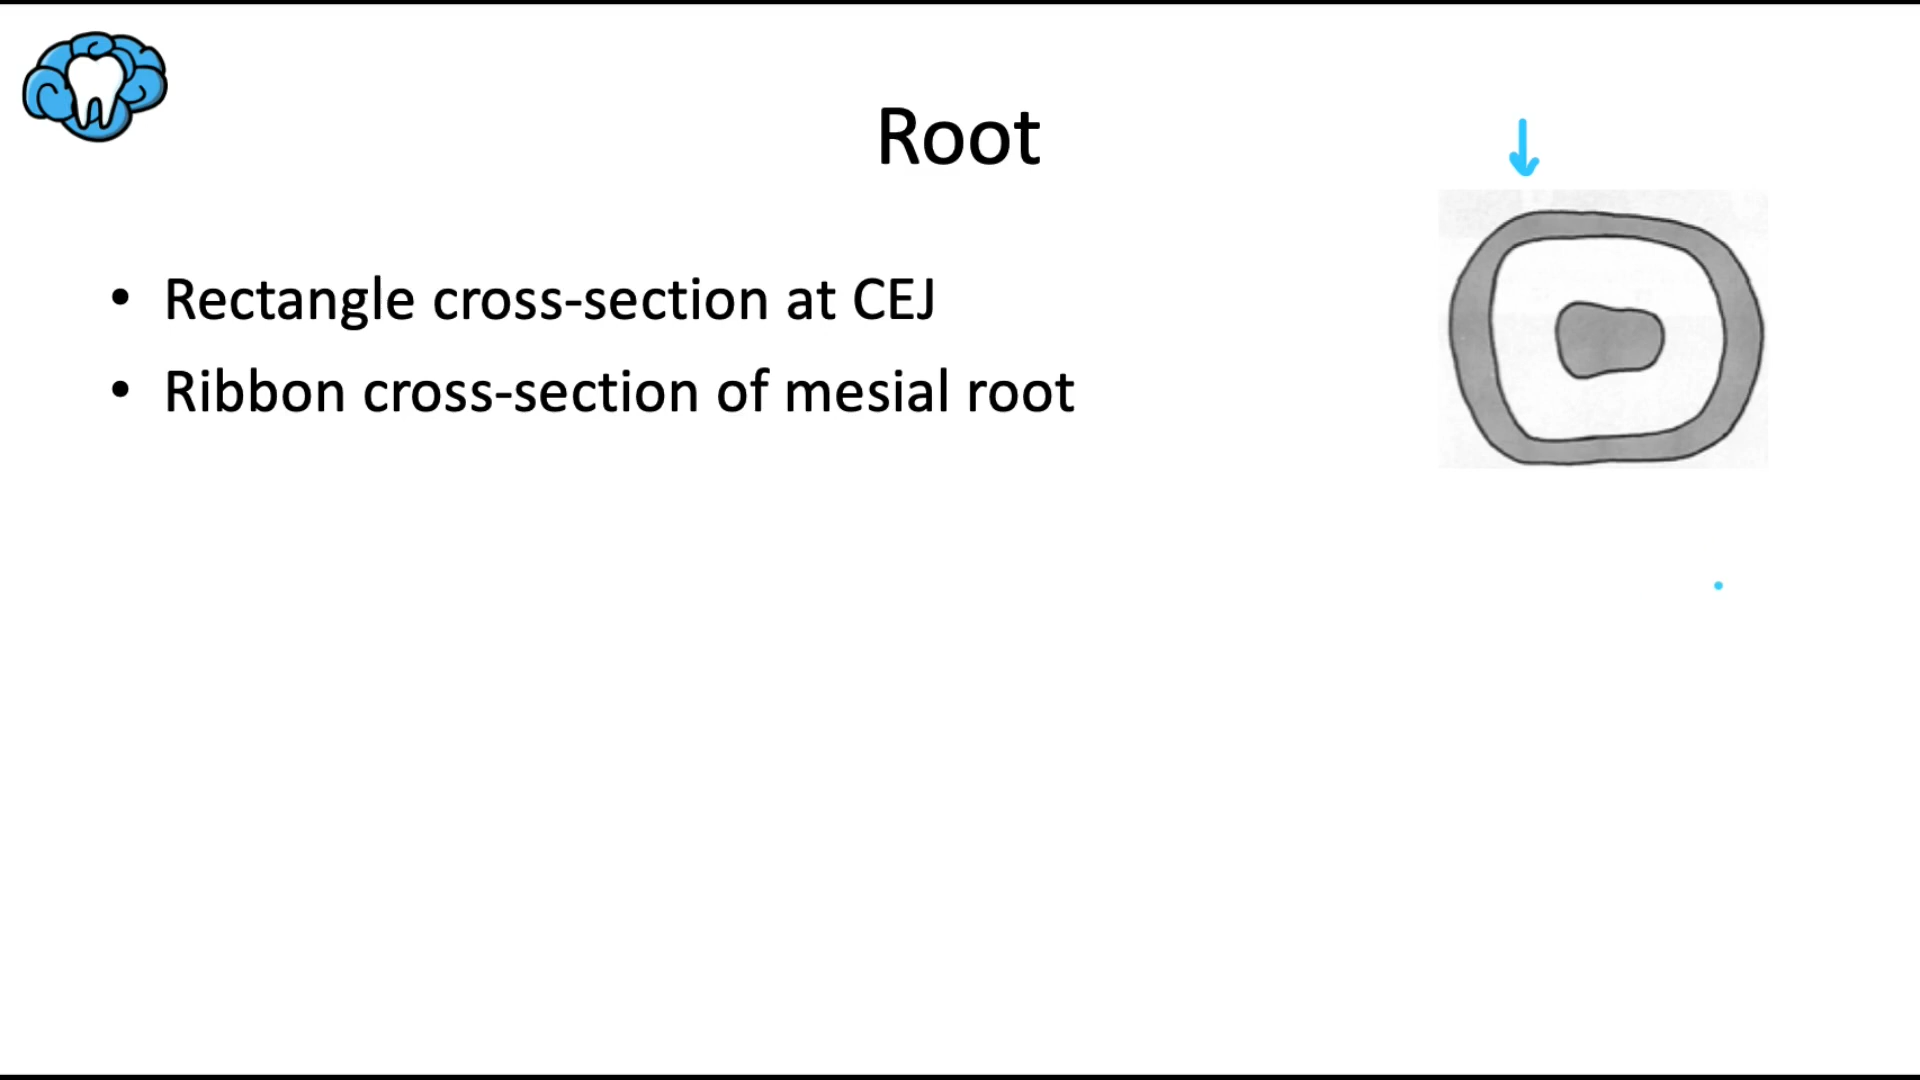 Root
• Rectangle cross-section at CEJ
• Ribbon cross-section of mesial root